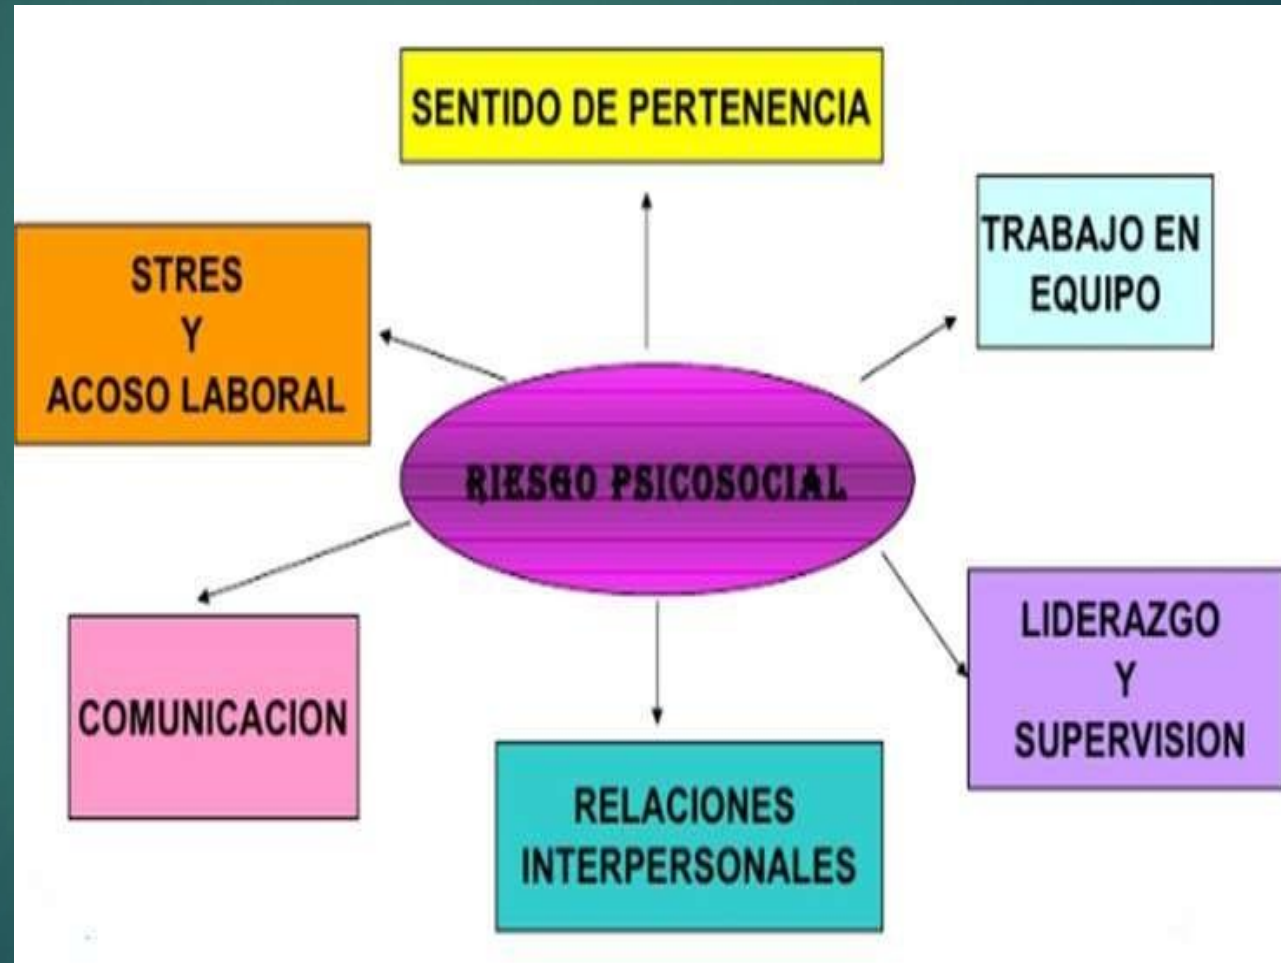 SENTIDO DE PERTENENCIA
TRABAJO EN
EQUIPO
STRES
Y
ACOSO LABORAL
RIESGO PSICOSOCIAL
LIDERAZGO
Y
SUPERVISION
COMUNICACION
RELACIONES
INTERPERSONALES